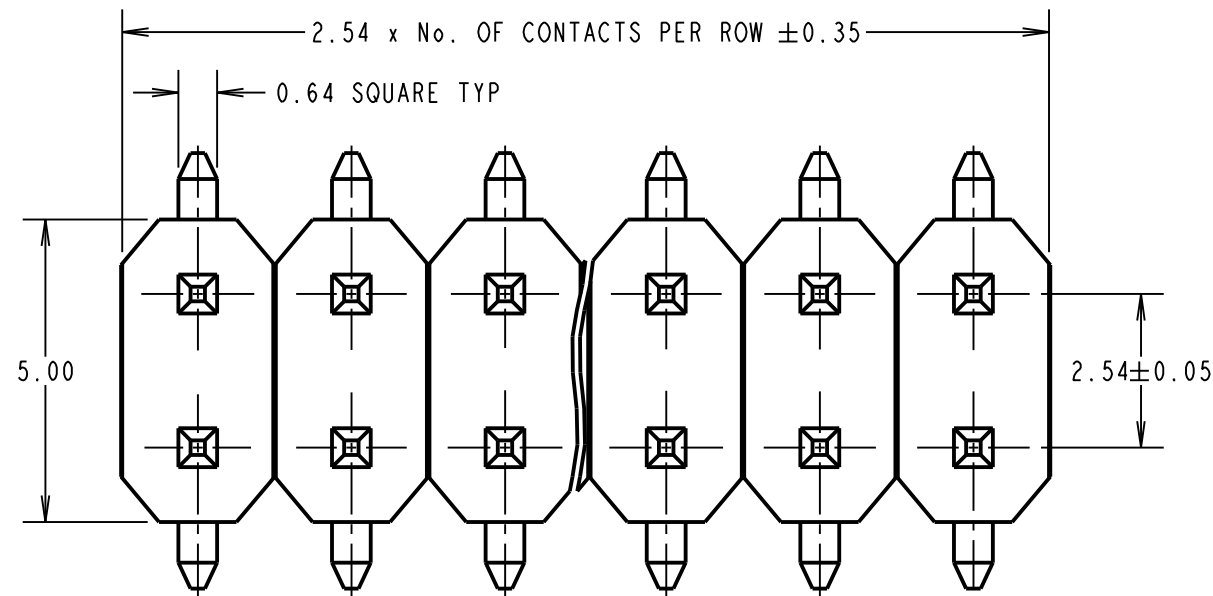 2.54 x No. OF CONTACTS PER ROW ±0.35
0.64 SQUARE TYP
5.00
2.54±0.05